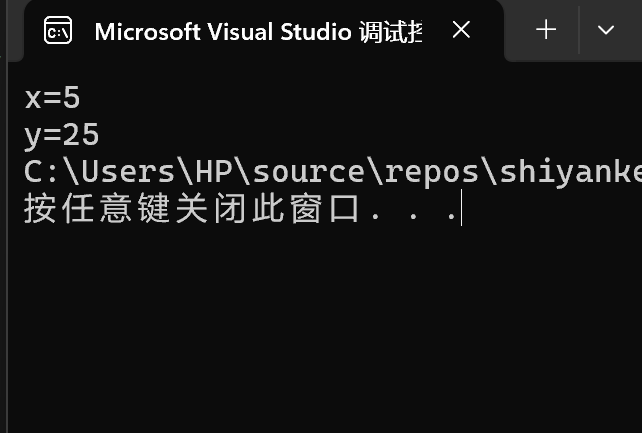 Microsoft Visual Studio 调试
x=5
y=25
C:\Users\HP\source\repos\shiyanke
按任意键关闭此窗口. . .